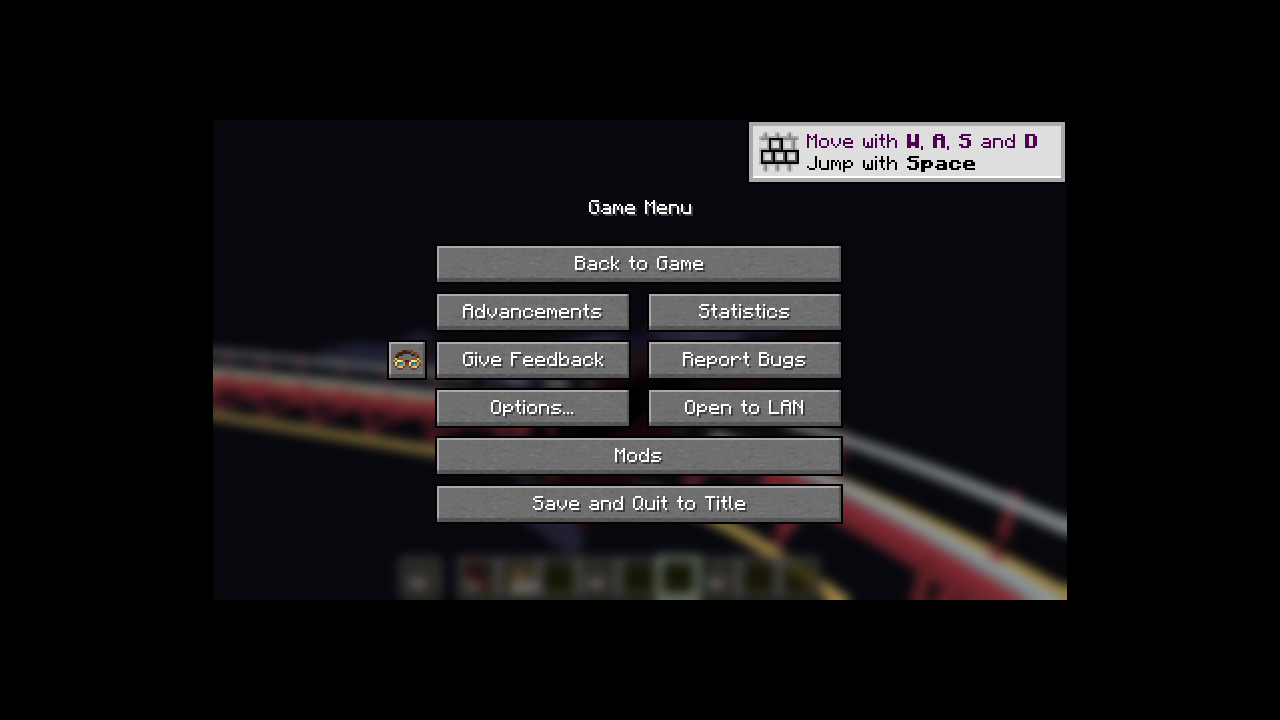 Move with W, A, S and D
Jump with Space
Game Menu
Back to Game
Advancements
Statistics
Give Feedback
Report Bugs
Options...
Open to LAN
Mods
Save and Quit to Title